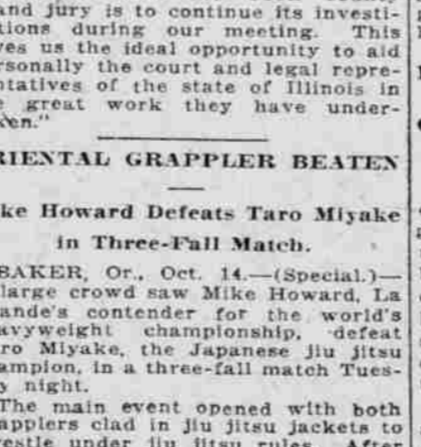 and jury is to continue its investi-
tions during our meeting. This
ves us the ideal opportunity to aid
rsonally the court and legal repre-
ntatives of the state of Illinois in
e great work they have under-
ken."
RIENTAL GRAPPLER BEATEN
ke Howard Defeats Taro Miyake
in Three-Fall Match.
BAKER, Or., Oct. 14.—(Special.)—
large crowd saw Mike Howard, La
ande's contender for the world's
avyweight championship, defeat
ro Miyake, the Japanese jiu jitsu
ampion, in a three-fall match Tues-
y night.
The main event opened with both
applers clad in jiu jitsu jackets to
restle under jiu jitsu rules. After